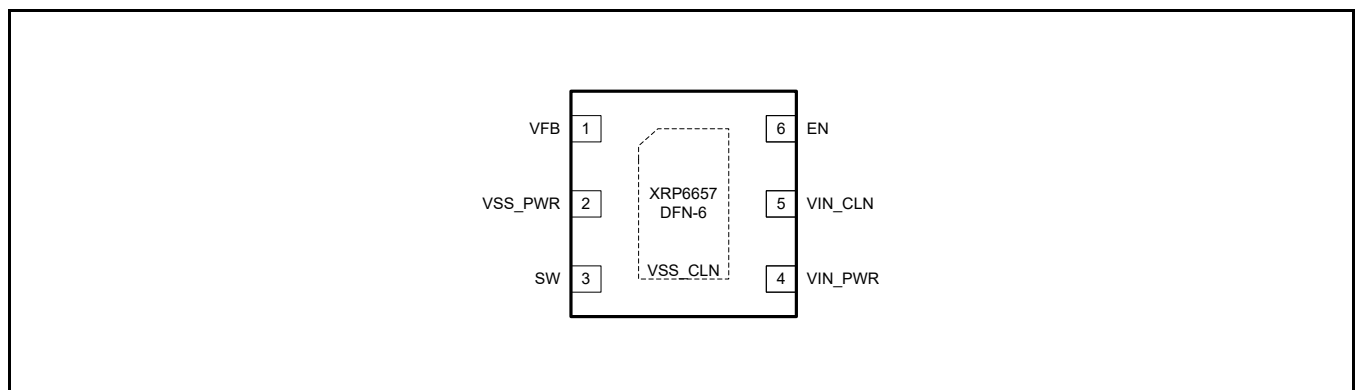 VFB 1
6 EN
XRP6657
DFN-6
VSS_PWR 2
5 VIN_CLN
VSS_CLN
SW 3
4 VIN_PWR